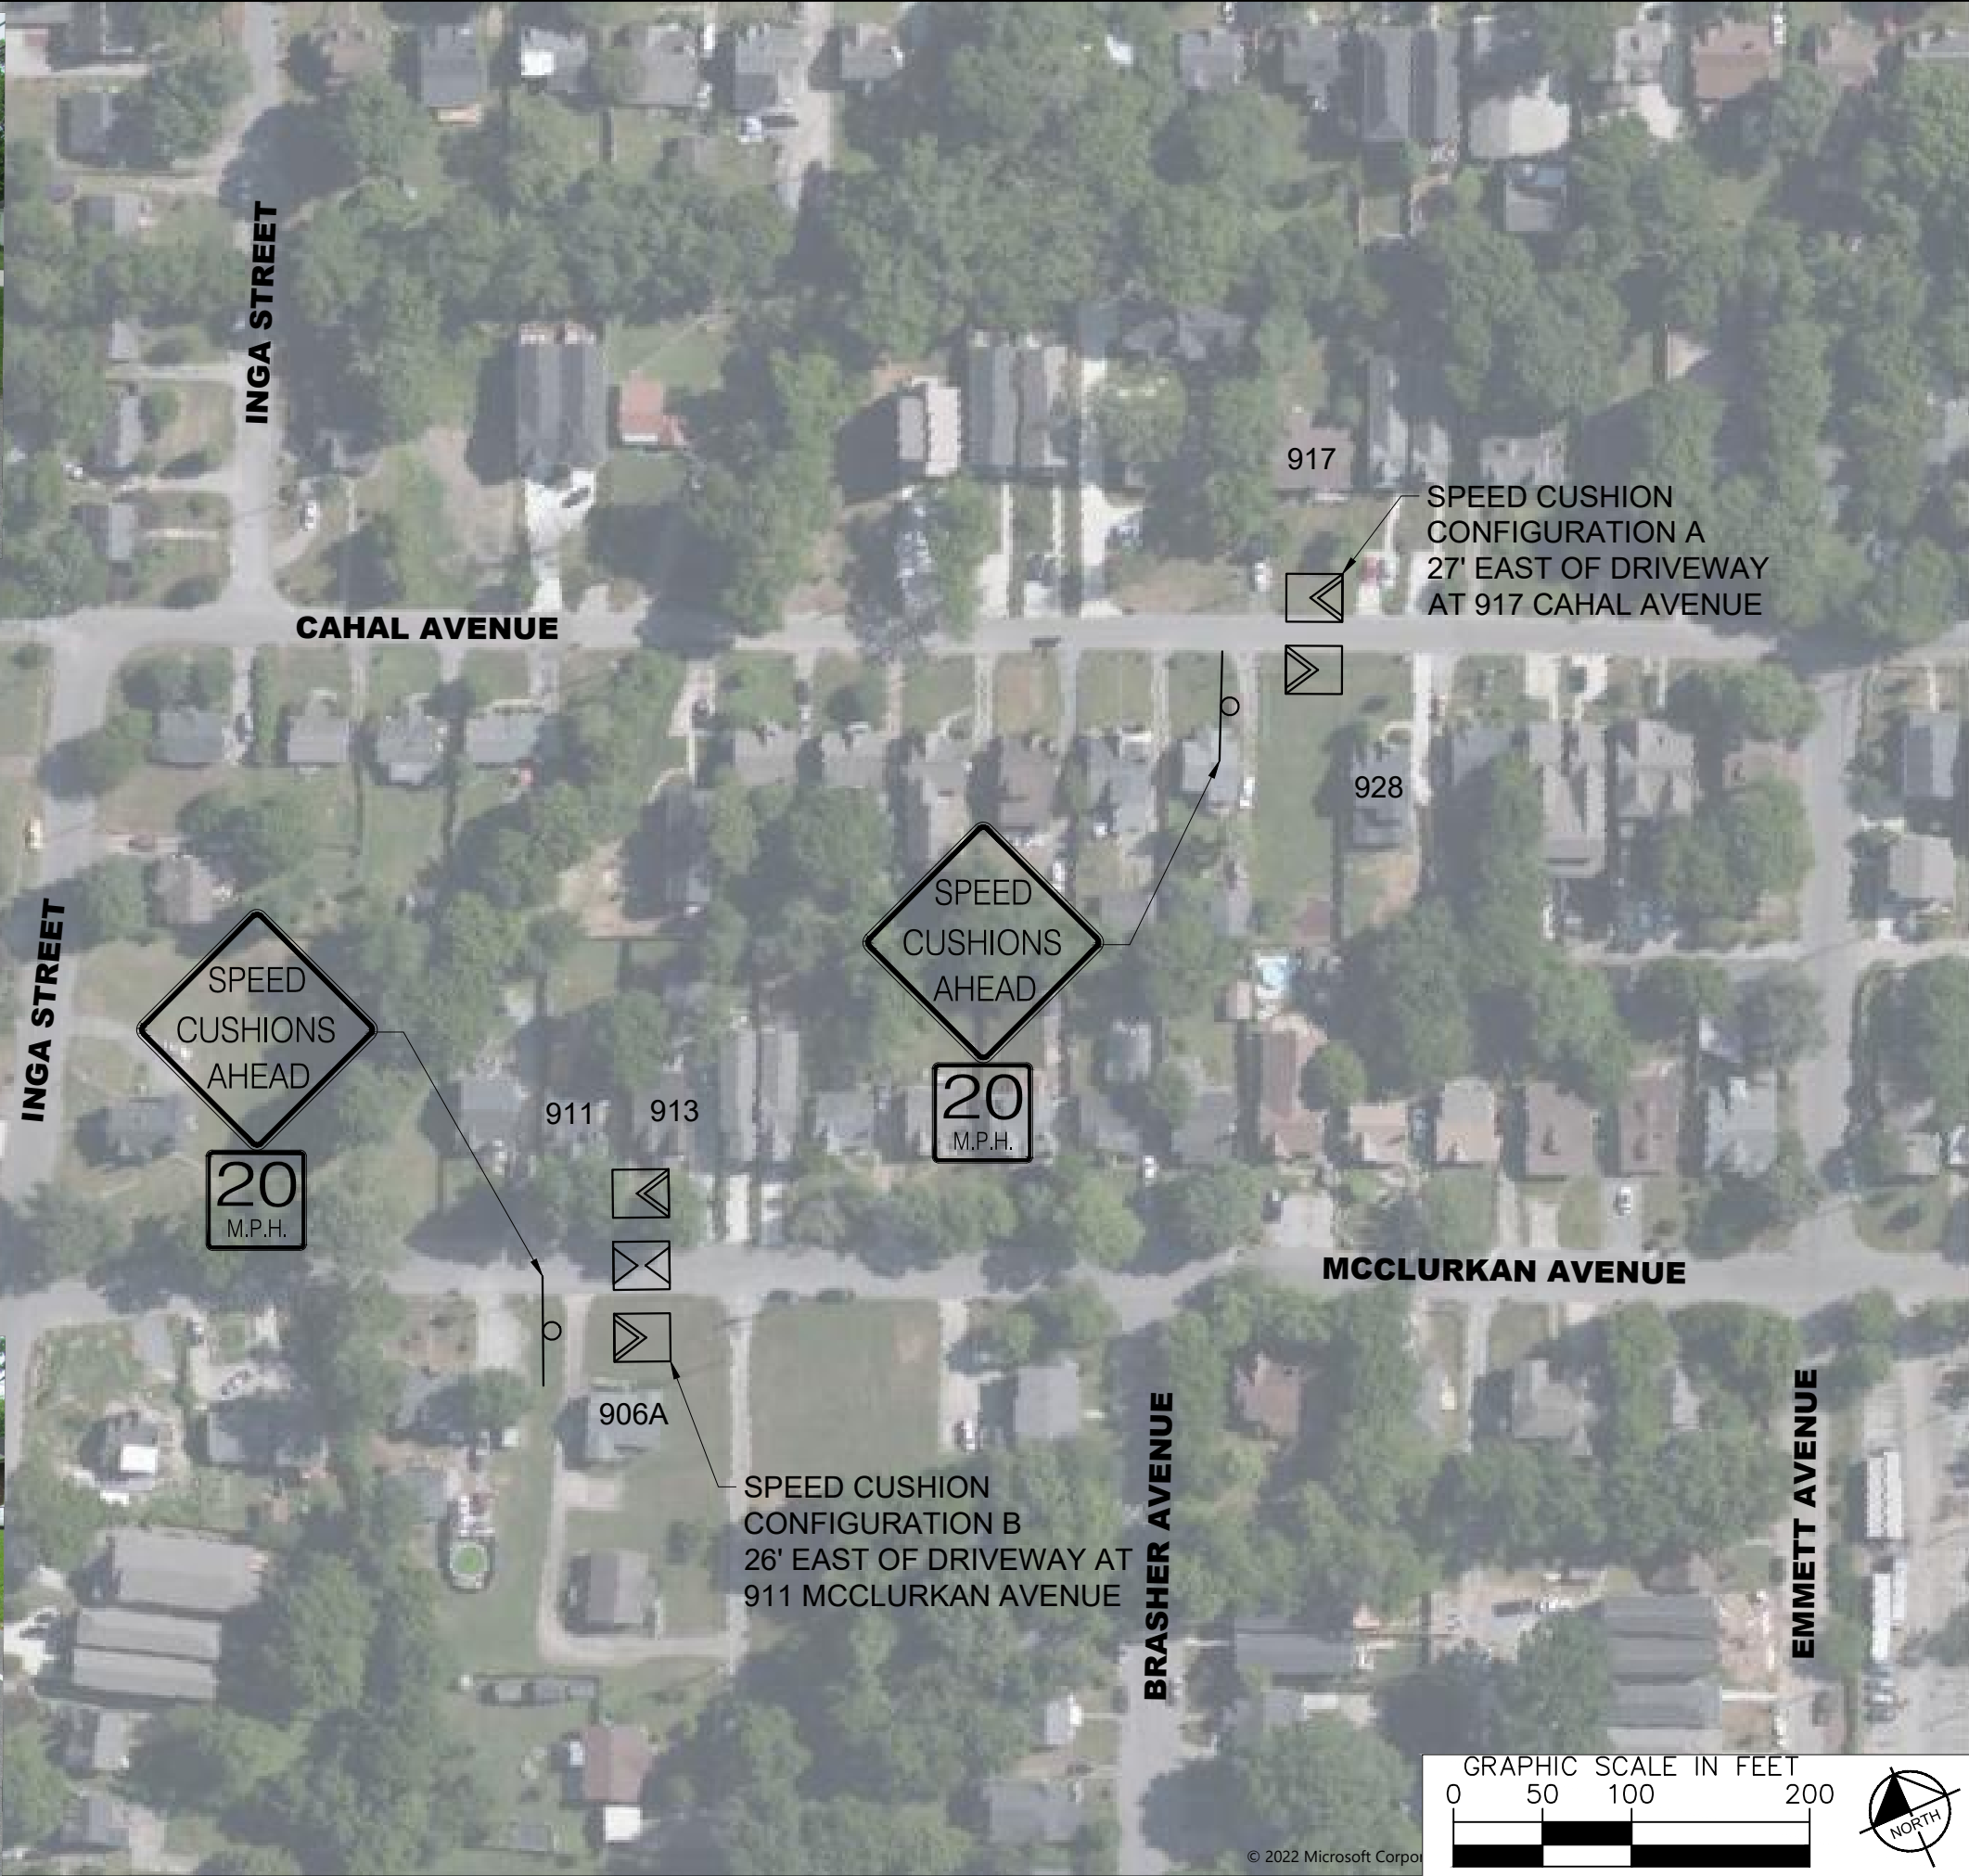 INGA STREET
917
SPEED CUSHION
CONFIGURATION A
27' EAST OF DRIVEWAY
AT 917 CAHAL AVENUE
CAHAL AVENUE
928
SPEED
CUSHIONS
AHEAD
20
M.P.H.
INGA STREET
SPEED
CUSHIONS
AHEAD
20
M.P.H.
911
913
MCCLURKAN AVENUE
906A
SPEED CUSHION
CONFIGURATION B
26' EAST OF DRIVEWAY AT
911 MCCLURKAN AVENUE
BRASHER AVENUE
EMMETT AVENUE
GRAPHIC SCALE IN FEET
0 50 100 200
NORTH
© 2022 Microsoft Corpor